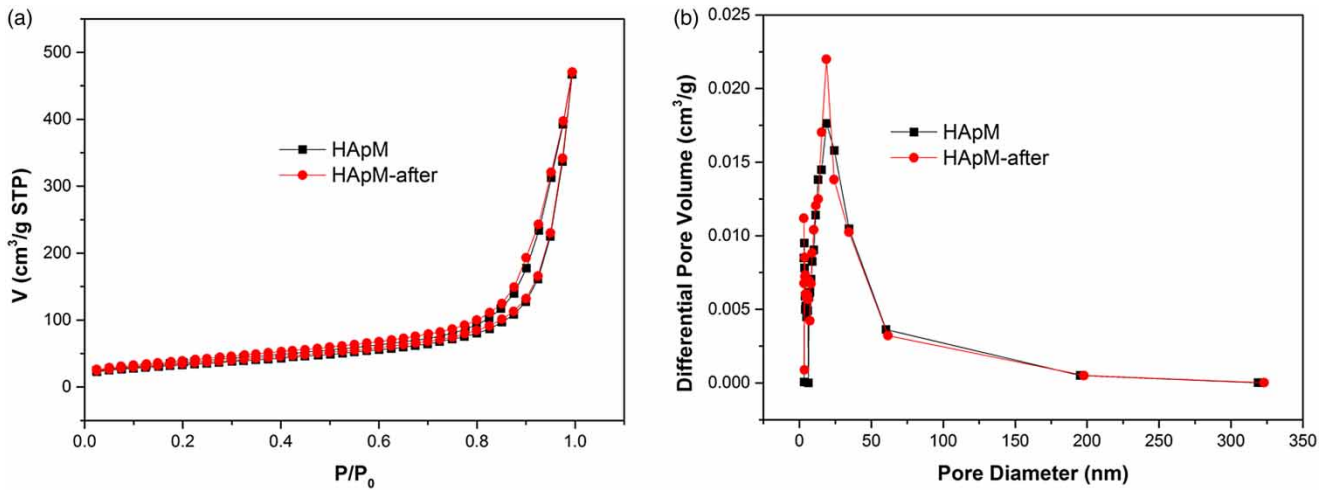 (a)
500
400
300
200
100
0
V (cm³/g STP)
HApM
HApM-after
0.0 0.2 0.4 0.6 0.8 1.0
P/P₀
(b)
0.025
0.020
0.015
0.010
0.005
0.000
Differential Pore Volume (cm³/g)
HApM
HApM-after
0 50 100 150 200 250 300 350
Pore Diameter (nm)